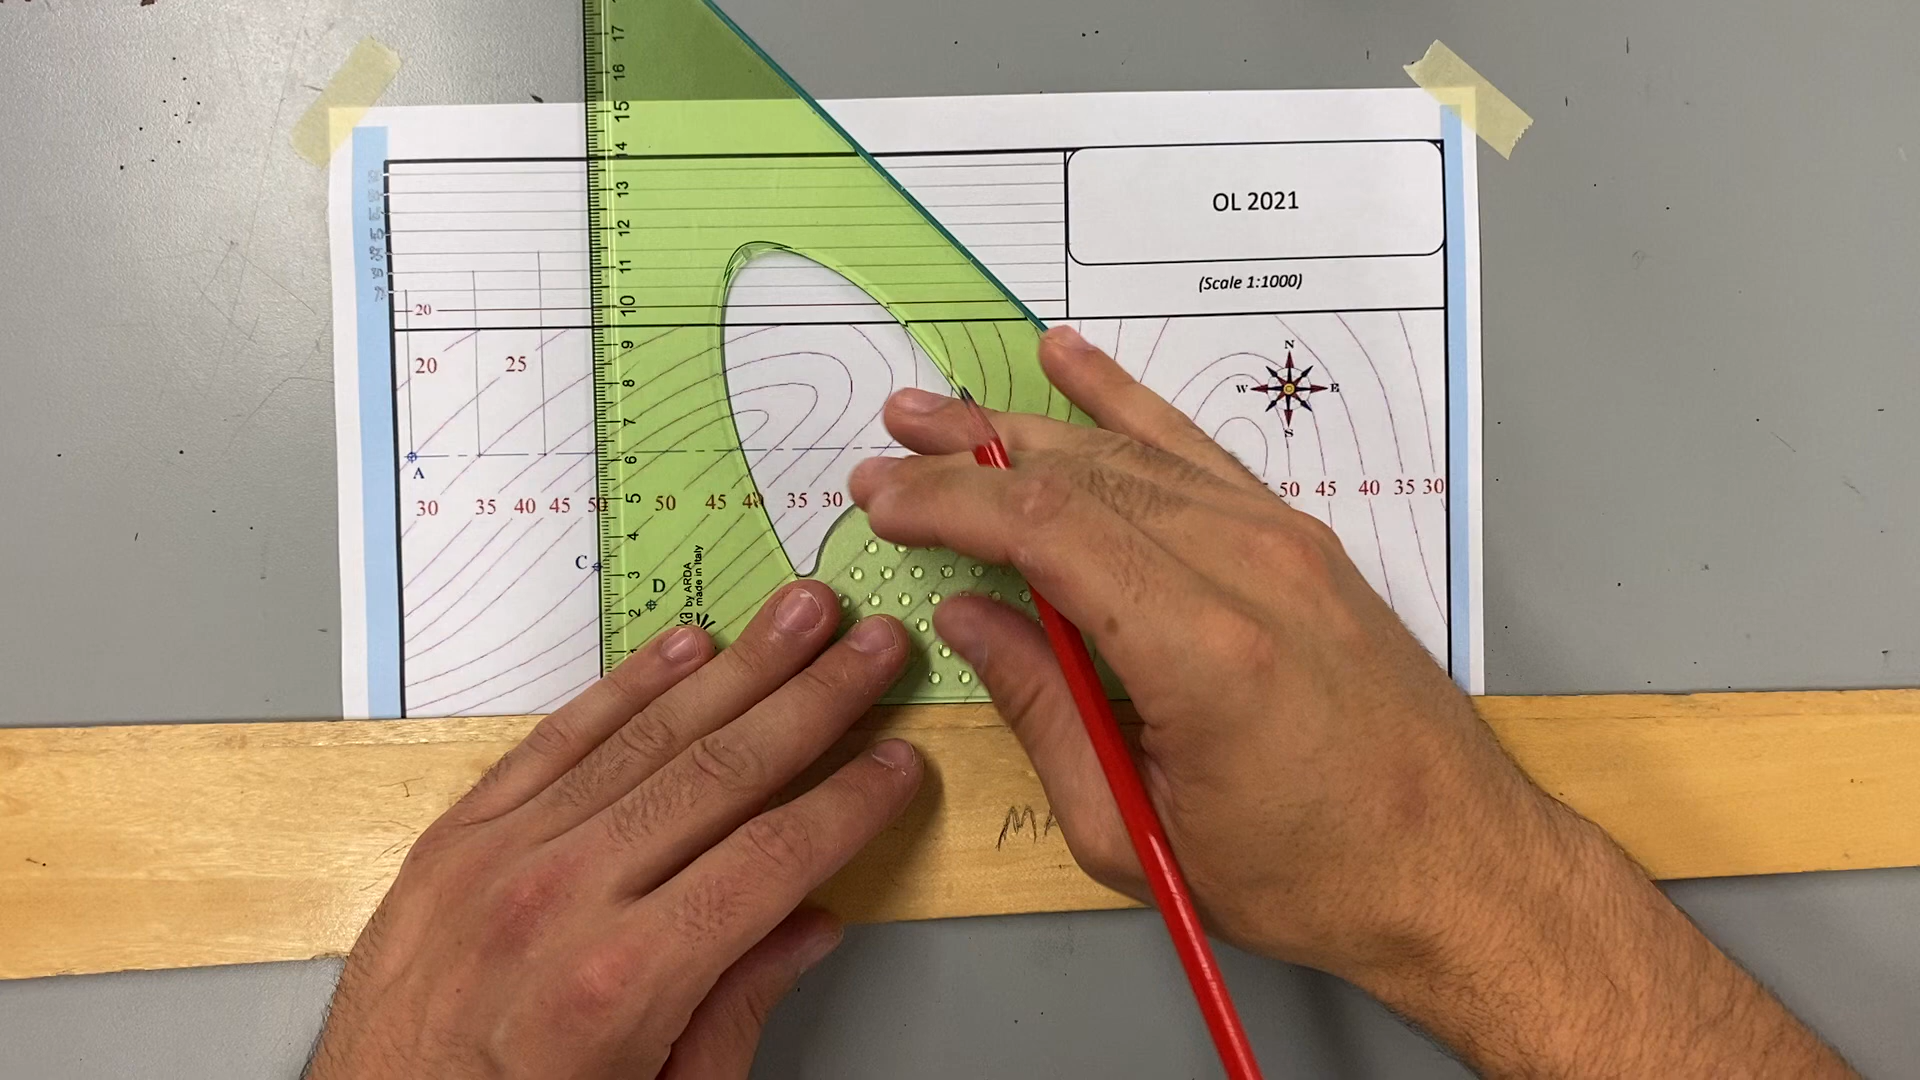 17
16
15
14
13
12
11
10
9
8
7
6
5
4
3
2
1
OL 2021
(Scale 1:1000)
20
20 25
N
W E
S
A
30 35 40 45 50 50 45 40 35 30 50 45 40 35 30
C
D
by ARDA
made in Italy